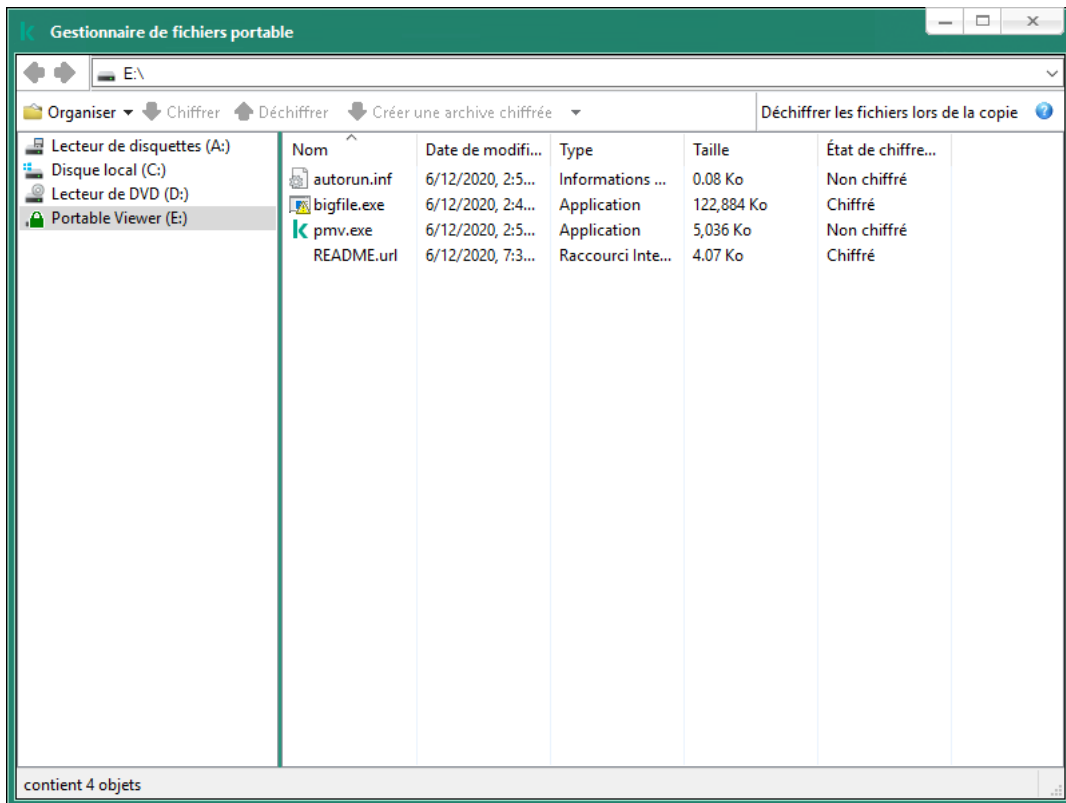 Gestionnaire de fichiers portable
E:\
Organiser Chiffrer Déchiffrer Créer une archive chiffrée Déchiffrer les fichiers lors de la copie ?
Lecteur de disquettes (A:)
Disque local (C:)
Lecteur de DVD (D:)
Portable Viewer (E:)
Nom Date de modifi... Type Taille État de chiffre...
autorun.inf 6/12/2020, 2:5... Informations ... 0.08 Ko Non chiffré
bigfile.exe 6/12/2020, 2:4... Application 122,884 Ko Chiffré
pmv.exe 6/12/2020, 2:5... Application 5,036 Ko Non chiffré
README.url 6/12/2020, 7:3... Raccourci Inte... 4.07 Ko Chiffré
contient 4 objets